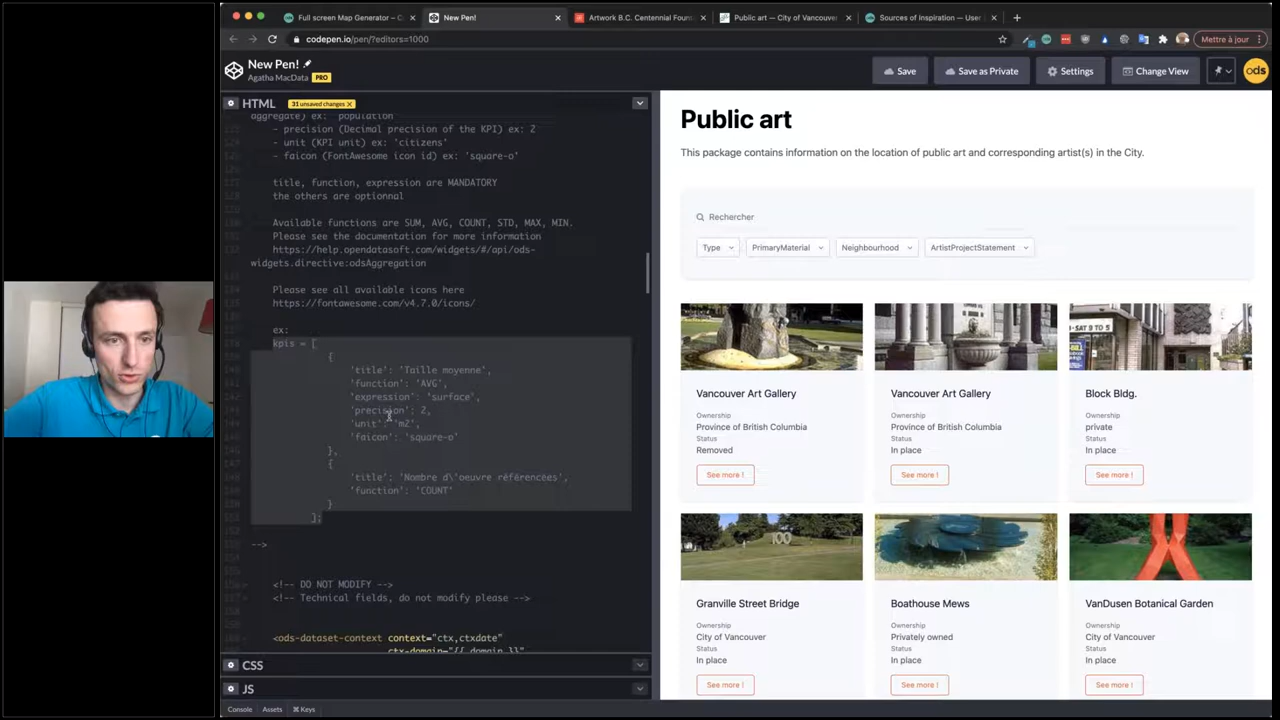 Full screen Map Generator – C
New Pen!
Artwork B.C. Centennial Foun
Public art — City of Vancouver
Sources of inspiration — User
codepen.io/pen/?editors=1000
Mettre à jour
New Pen!
Agatha MacData
PRO
Save
Save as Private
Settings
Change View
ods
HTML
31 unsaved changes X
aggregate) ex: 'population'
- precision (Decimal precision of the KPI) ex: 2
- unit (KPI unit) ex: 'citizens'
- faicon (FontAwesome icon id) ex: 'square-o'
title, function, expression are MANDATORY
the others are optionnal
Available functions are SUM, AVG, COUNT, STD, MAX, MIN.
Please see the documentation for more information
https://help.opendatasoft.com/widgets/#/api/ods-
widgets.directive:odsAggregation
Please see all available icons here
https://fontawesome.com/v4.7.0/icons/
ex:
kpis = [
{
'title': 'Taille moyenne',
'function': 'AVG',
'expression': 'surface',
'precision': 2,
'unit': 'm2',
'faicon': 'square-o'
},
{
'title': 'Nombre d\'oeuvre référencées',
'function': 'COUNT'
}
];
-->
<!-- DO NOT MODIFY -->
<!-- Technical fields, do not modify please -->
<ods-dataset-context context="ctx,ctxdate"
ctx-domain="{{ domain }}"
CSS
JS
Console
Assets
⌘ Keys
Public art
This package contains information on the location of public art and corresponding artist(s) in the City.
Rechercher
Type
PrimaryMaterial
Neighbourhood
ArtistProjectStatement
Vancouver Art Gallery
Ownership
Province of British Columbia
Status
Removed
See more !
Vancouver Art Gallery
Ownership
Province of British Columbia
Status
In place
See more !
-SAT 9 TO 5
Block Bldg.
Ownership
private
Status
In place
See more !
100
Granville Street Bridge
Ownership
City of Vancouver
Status
In place
See more !
Boathouse Mews
Ownership
Privately owned
Status
In place
See more !
VanDusen Botanical Garden
Ownership
City of Vancouver
Status
In place
See more !